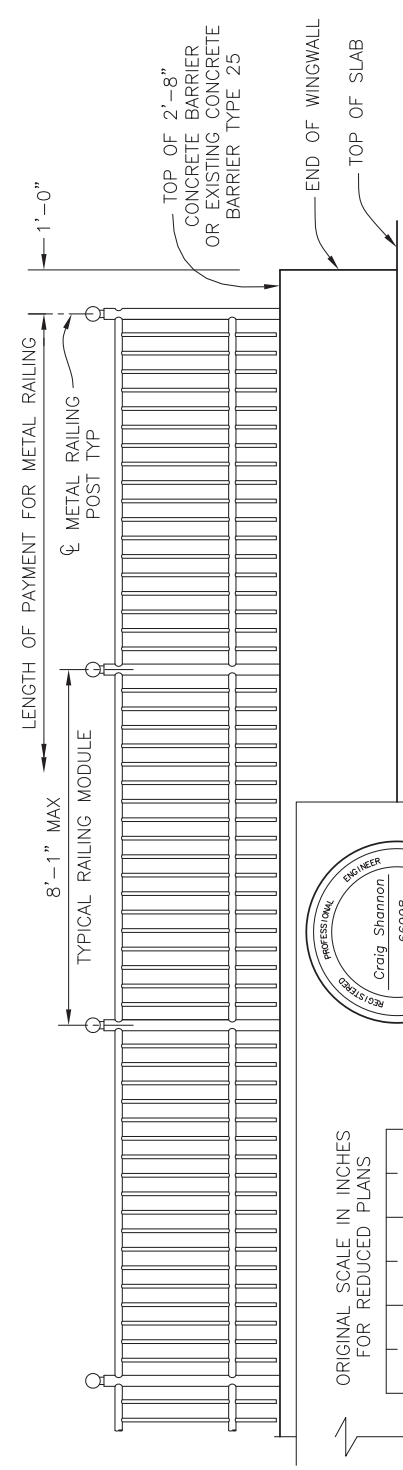 LENGTH OF PAYMENT FOR METAL RAILING
1'-0"
8'-1" MAX
TYPICAL RAILING MODULE
℄ METAL RAILING
POST TYP
TOP OF 2'-8"
CONCRETE BARRIER
OR EXISTING CONCRETE
BARRIER TYPE 25
END OF WINGWALL
TOP OF SLAB
ORIGINAL SCALE IN INCHES
FOR REDUCED PLANS
REGISTERED PROFESSIONAL ENGINEER
Craig Shannon